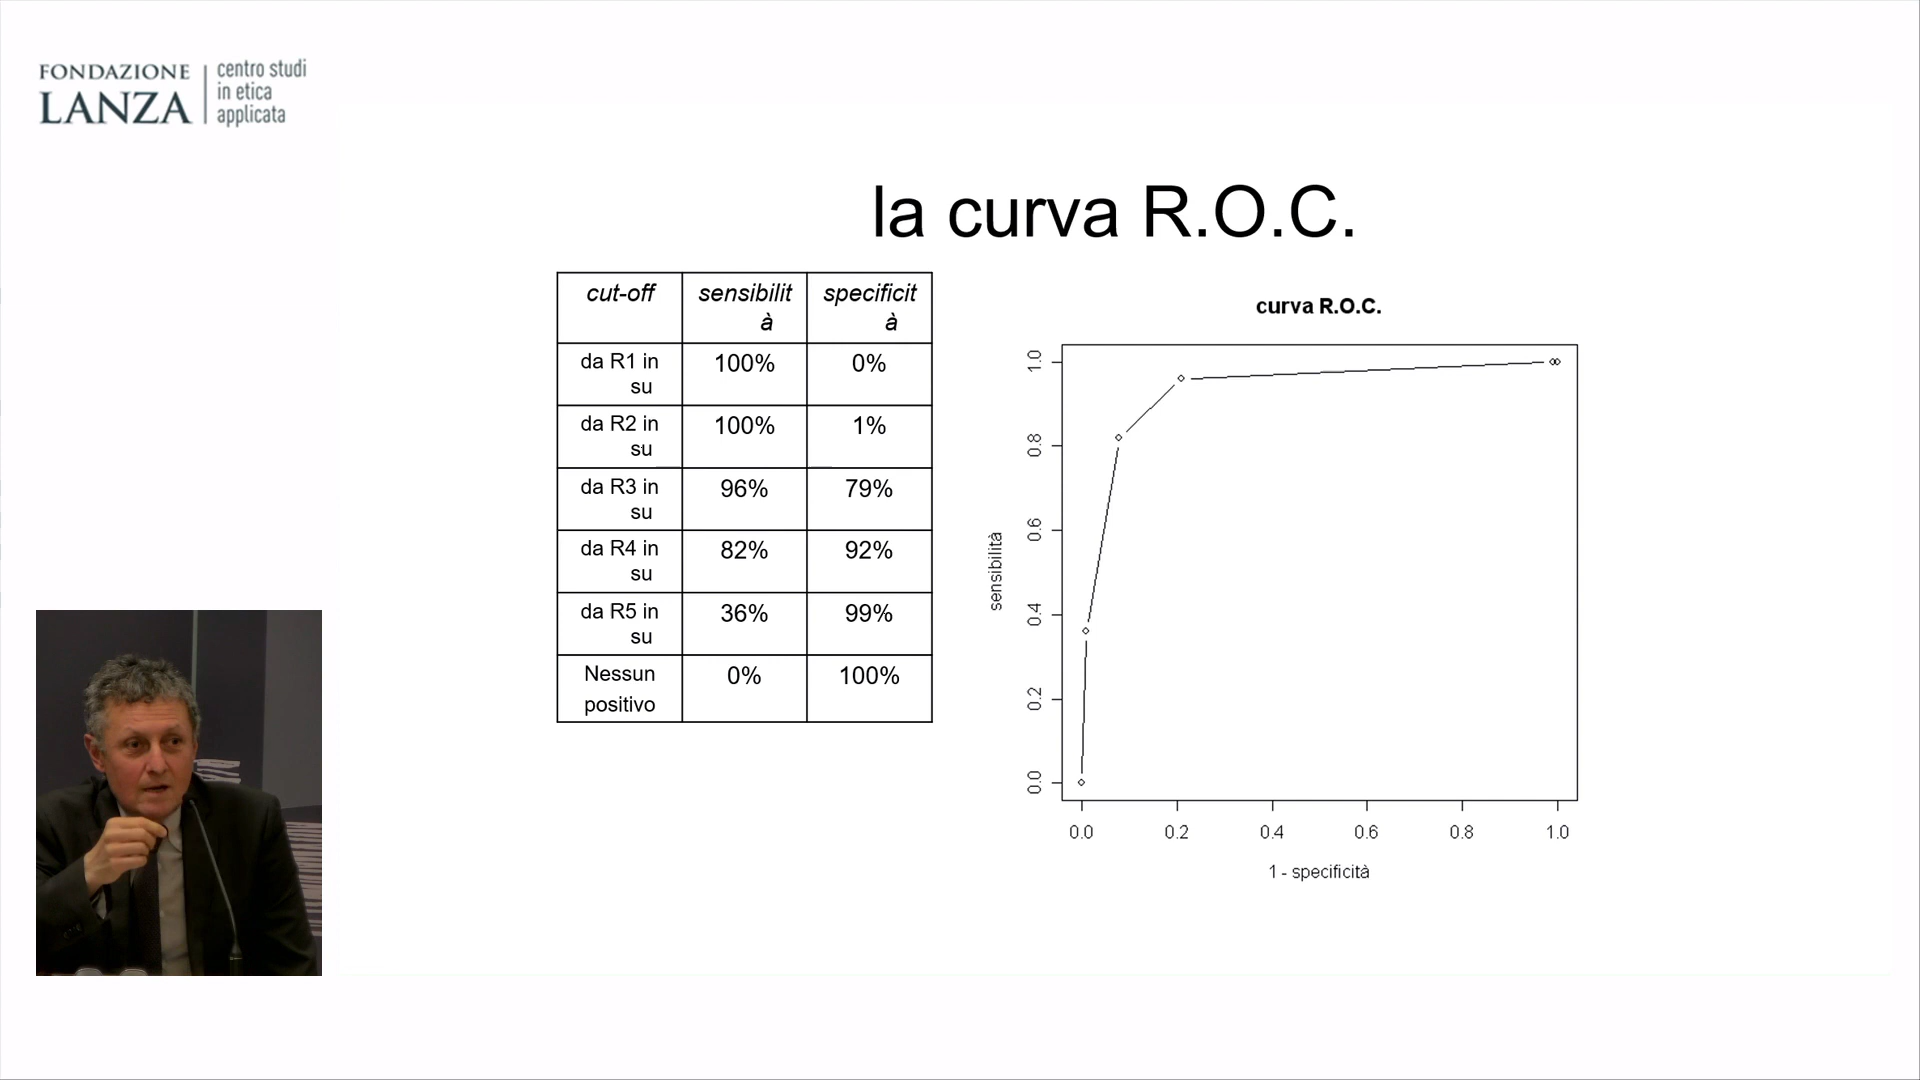 FONDAZIONE
LANZA
centro studi
in etica
applicata
la curva R.O.C.
cut-off
sensibilit
à
specificit
à
da R1 in
su
100%
0%
da R2 in
su
100%
1%
da R3 in
su
96%
79%
da R4 in
su
82%
92%
da R5 in
su
36%
99%
Nessun
positivo
0%
100%
curva R.O.C.
sensibilità
1.0
0.8
0.6
0.4
0.2
0.0
0.0 0.2 0.4 0.6 0.8 1.0
1 - specificità